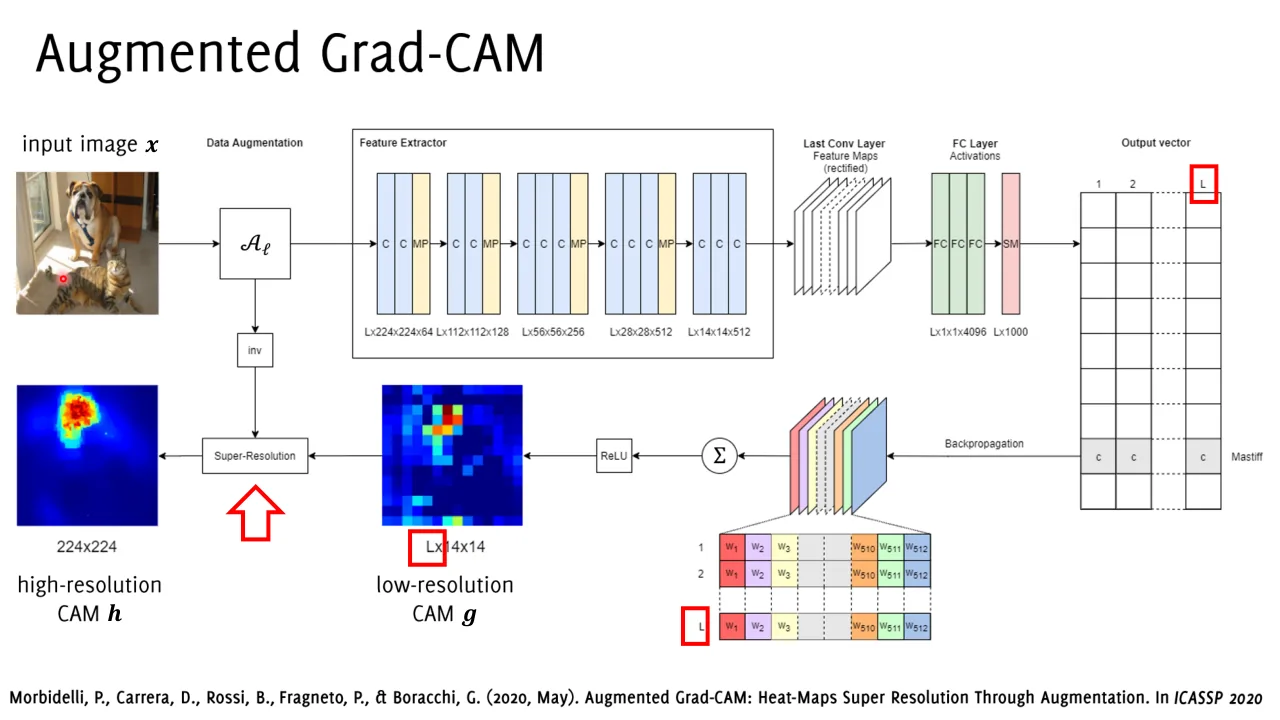 Augmented Grad-CAM
input image x
Data Augmentation
Feature Extractor
Last Conv Layer
Feature Maps
(rectified)
FC Layer
Activations
Output vector
1 2 L
𝒜ℓ
C C MP C C MP C C C MP C C C MP C C C
FC FC FC SM
Lx224x224x64 Lx112x112x128 Lx56x56x256 Lx28x28x512 Lx14x14x512
Lx1x1x4096 Lx1000
inv
Super-Resolution
ReLU
Σ
Backpropagation
c c c Mastiff
224x224
Lx14x14
high-resolution
CAM h
low-resolution
CAM g
1 W1 W2 W3 W510 W511 W512
2 W1 W2 W3 W510 W511 W512
L W1 W2 W3 W510 W511 W512
Morbidelli, P., Carrera, D., Rossi, B., Fragneto, P., & Boracchi, G. (2020, May). Augmented Grad-CAM: Heat-Maps Super Resolution Through Augmentation. In ICASSP 2020